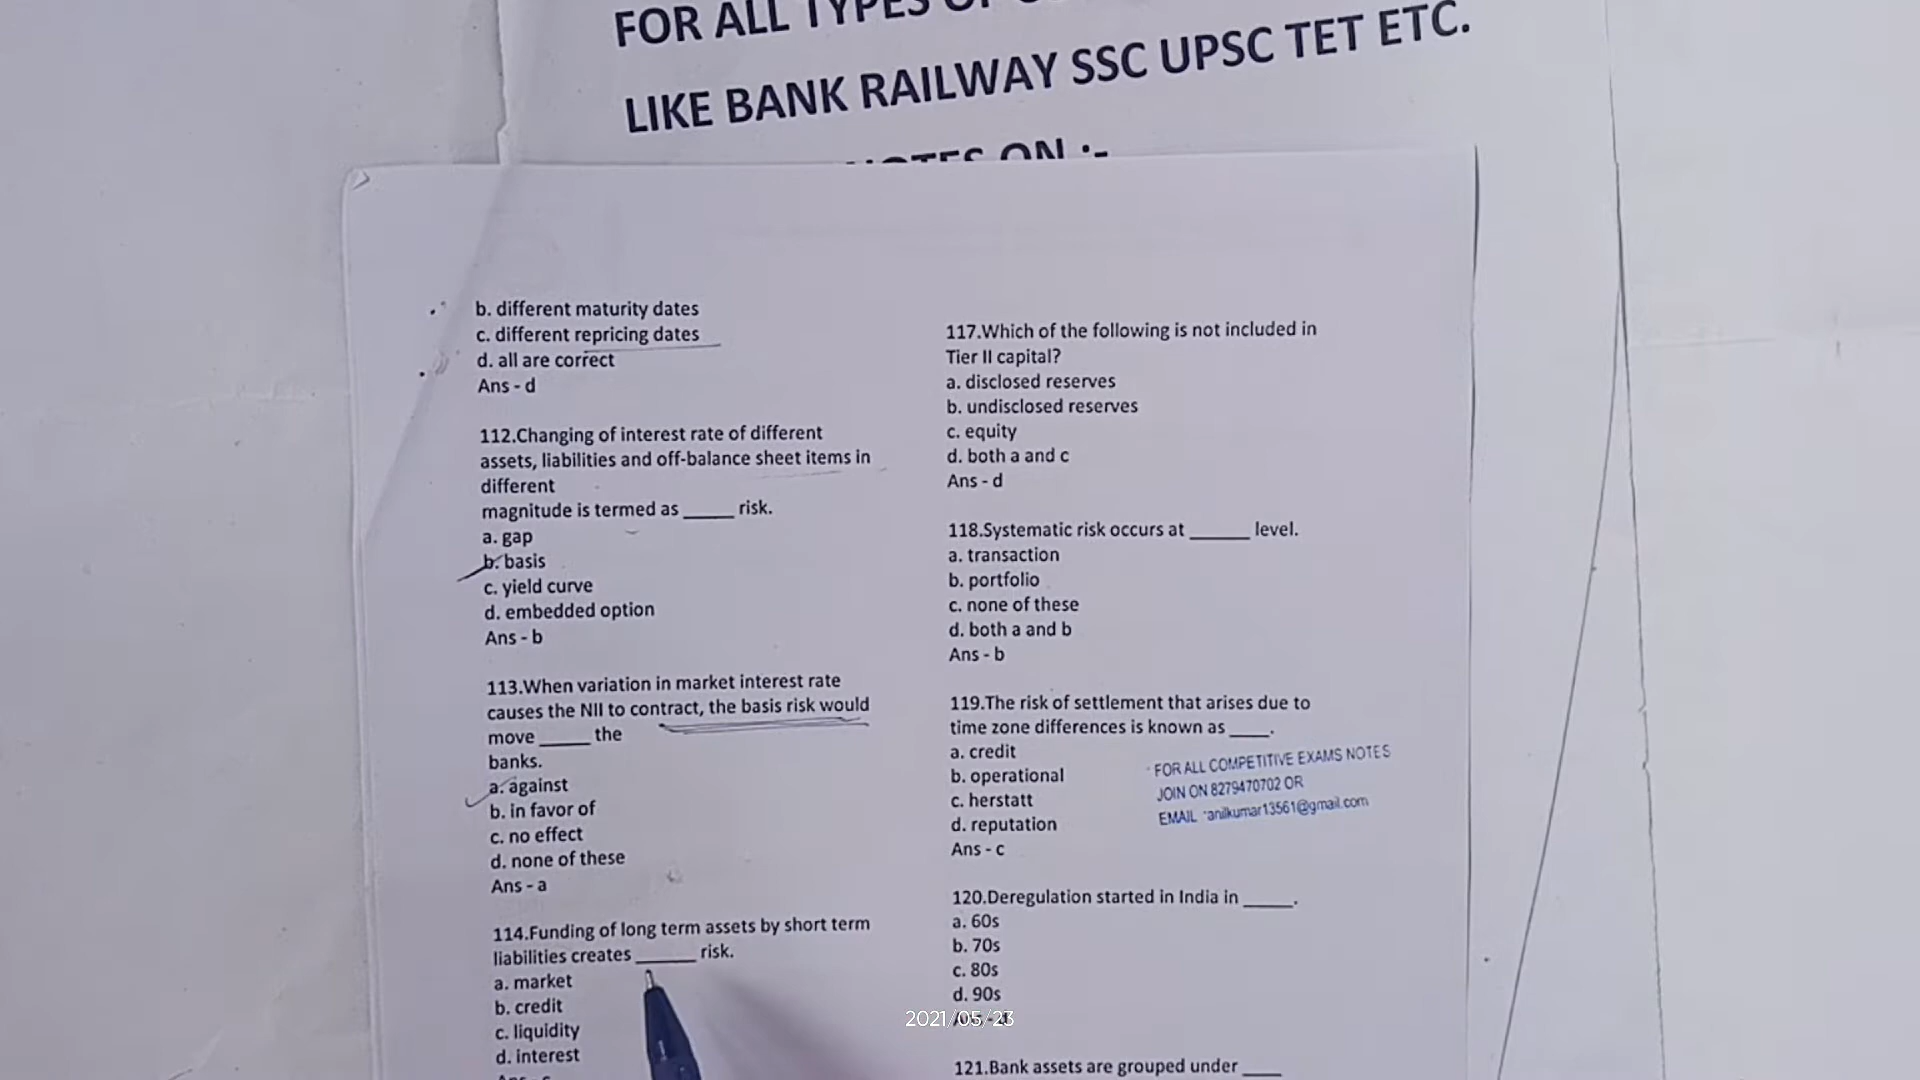 FOR ALL TYPES OF
LIKE BANK RAILWAY SSC UPSC TET ETC.
NOTES ON :-
b. different maturity dates
c. different repricing dates
d. all are correct
Ans - d
112.Changing of interest rate of different
assets, liabilities and off-balance sheet items in
different
magnitude is termed as _____ risk.
a. gap
b. basis
c. yield curve
d. embedded option
Ans - b
113.When variation in market interest rate
causes the NII to contract, the basis risk would
move _____ the
banks.
a. against
b. in favor of
c. no effect
d. none of these
Ans - a
114.Funding of long term assets by short term
liabilities creates ______ risk.
a. market
b. credit
c. liquidity
d. interest
Ans - c
117.Which of the following is not included in
Tier II capital?
a. disclosed reserves
b. undisclosed reserves
c. equity
d. both a and c
Ans - d
118.Systematic risk occurs at ______ level.
a. transaction
b. portfolio
c. none of these
d. both a and b
Ans - b
119.The risk of settlement that arises due to
time zone differences is known as ____.
a. credit
b. operational
c. herstatt
d. reputation
Ans - c
FOR ALL COMPETITIVE EXAMS NOTES
JOIN ON 8279470702 OR
EMAIL -anilkumar13561@gmail.com
120.Deregulation started in India in _____.
a. 60s
b. 70s
c. 80s
d. 90s
2021/05/23
121.Bank assets are grouped under ____